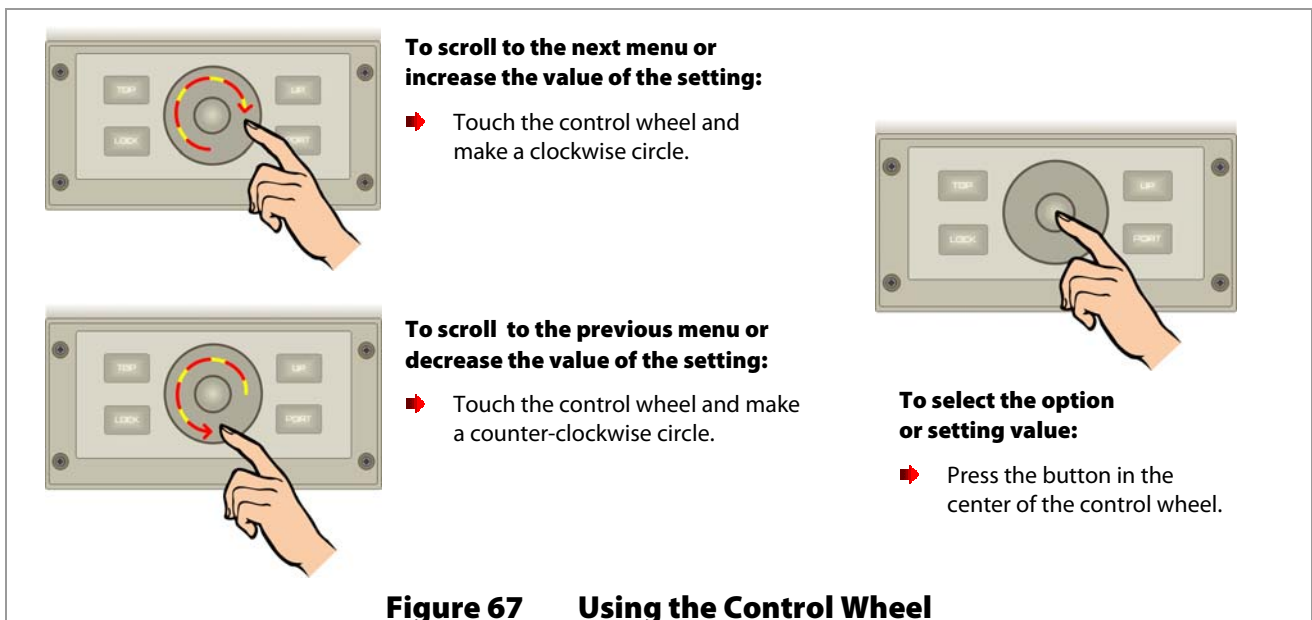 TOP
UP
LOCK
PORT
To scroll to the next menu or
increase the value of the setting:
Touch the control wheel and
make a clockwise circle.
TOP
UP
LOCK
PORT
To scroll to the previous menu or
decrease the value of the setting:
Touch the control wheel and make
a counter-clockwise circle.
TOP
UP
LOCK
PORT
To select the option
or setting value:
Press the button in the
center of the control wheel.
Figure 67 Using the Control Wheel